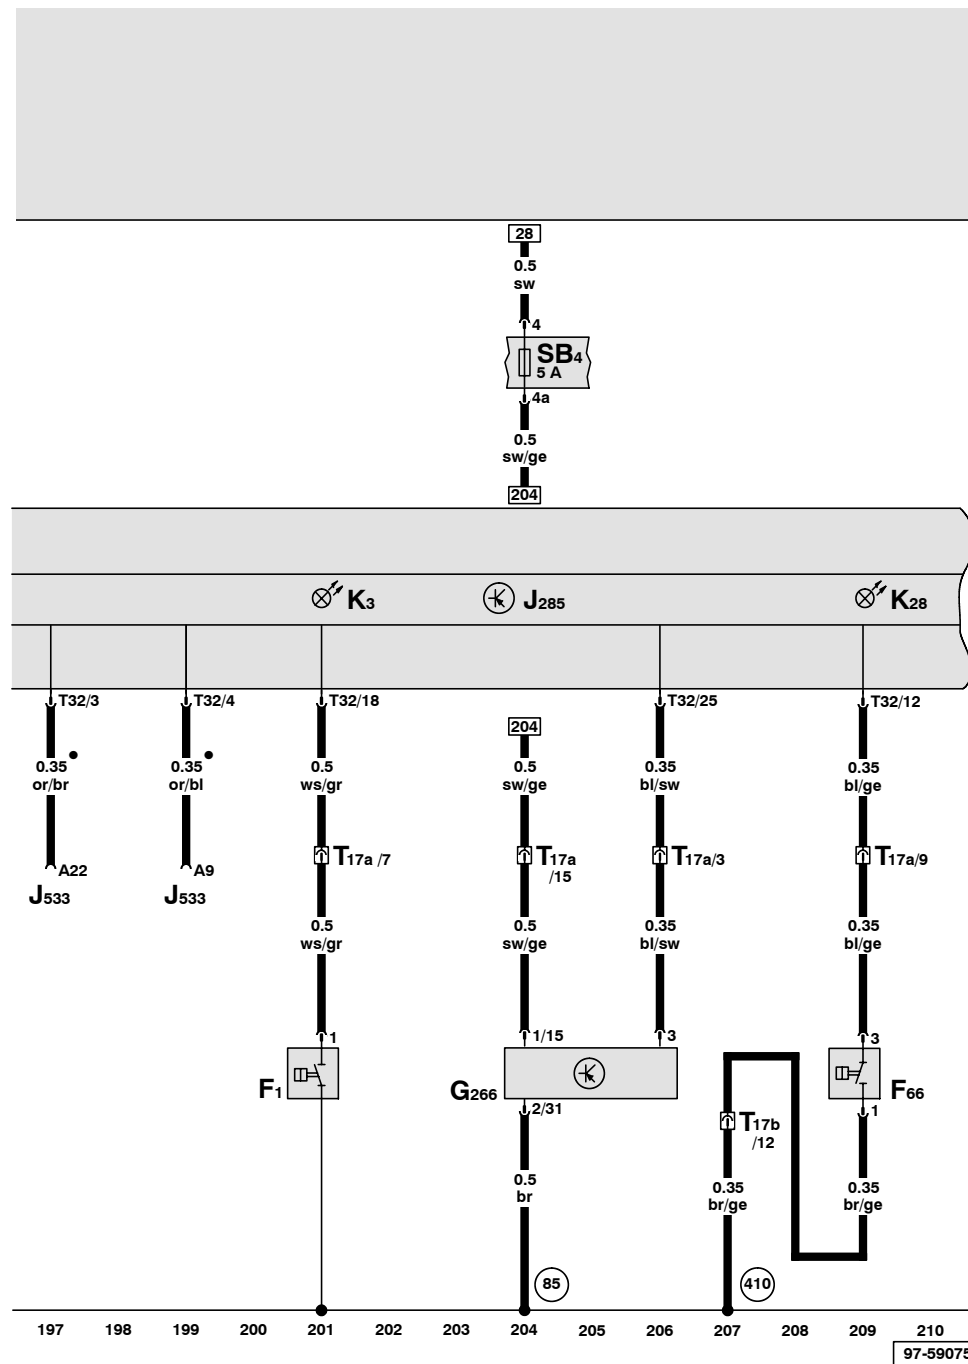 28
0.5
sw
4
SB4
5 A
4a
0.5
sw/ge
204
K3
J285
K28
T32/3
T32/4
T32/18
T32/25
T32/12
204
0.35
or/br
0.35
or/bl
0.5
ws/gr
0.5
sw/ge
0.35
bl/sw
0.35
bl/ge
A22
J533
A9
J533
T17a /7
T17a
/15
T17a/3
T17a/9
0.5
ws/gr
0.5
sw/ge
0.35
bl/sw
0.35
bl/ge
1
1/15
3
3
F1
G266
F66
2/31
1
T17b
/12
0.5
br
0.35
br/ge
0.35
br/ge
85
410
197 198 199 200 201 202 203 204 205 206 207 208 209 210
97-59075